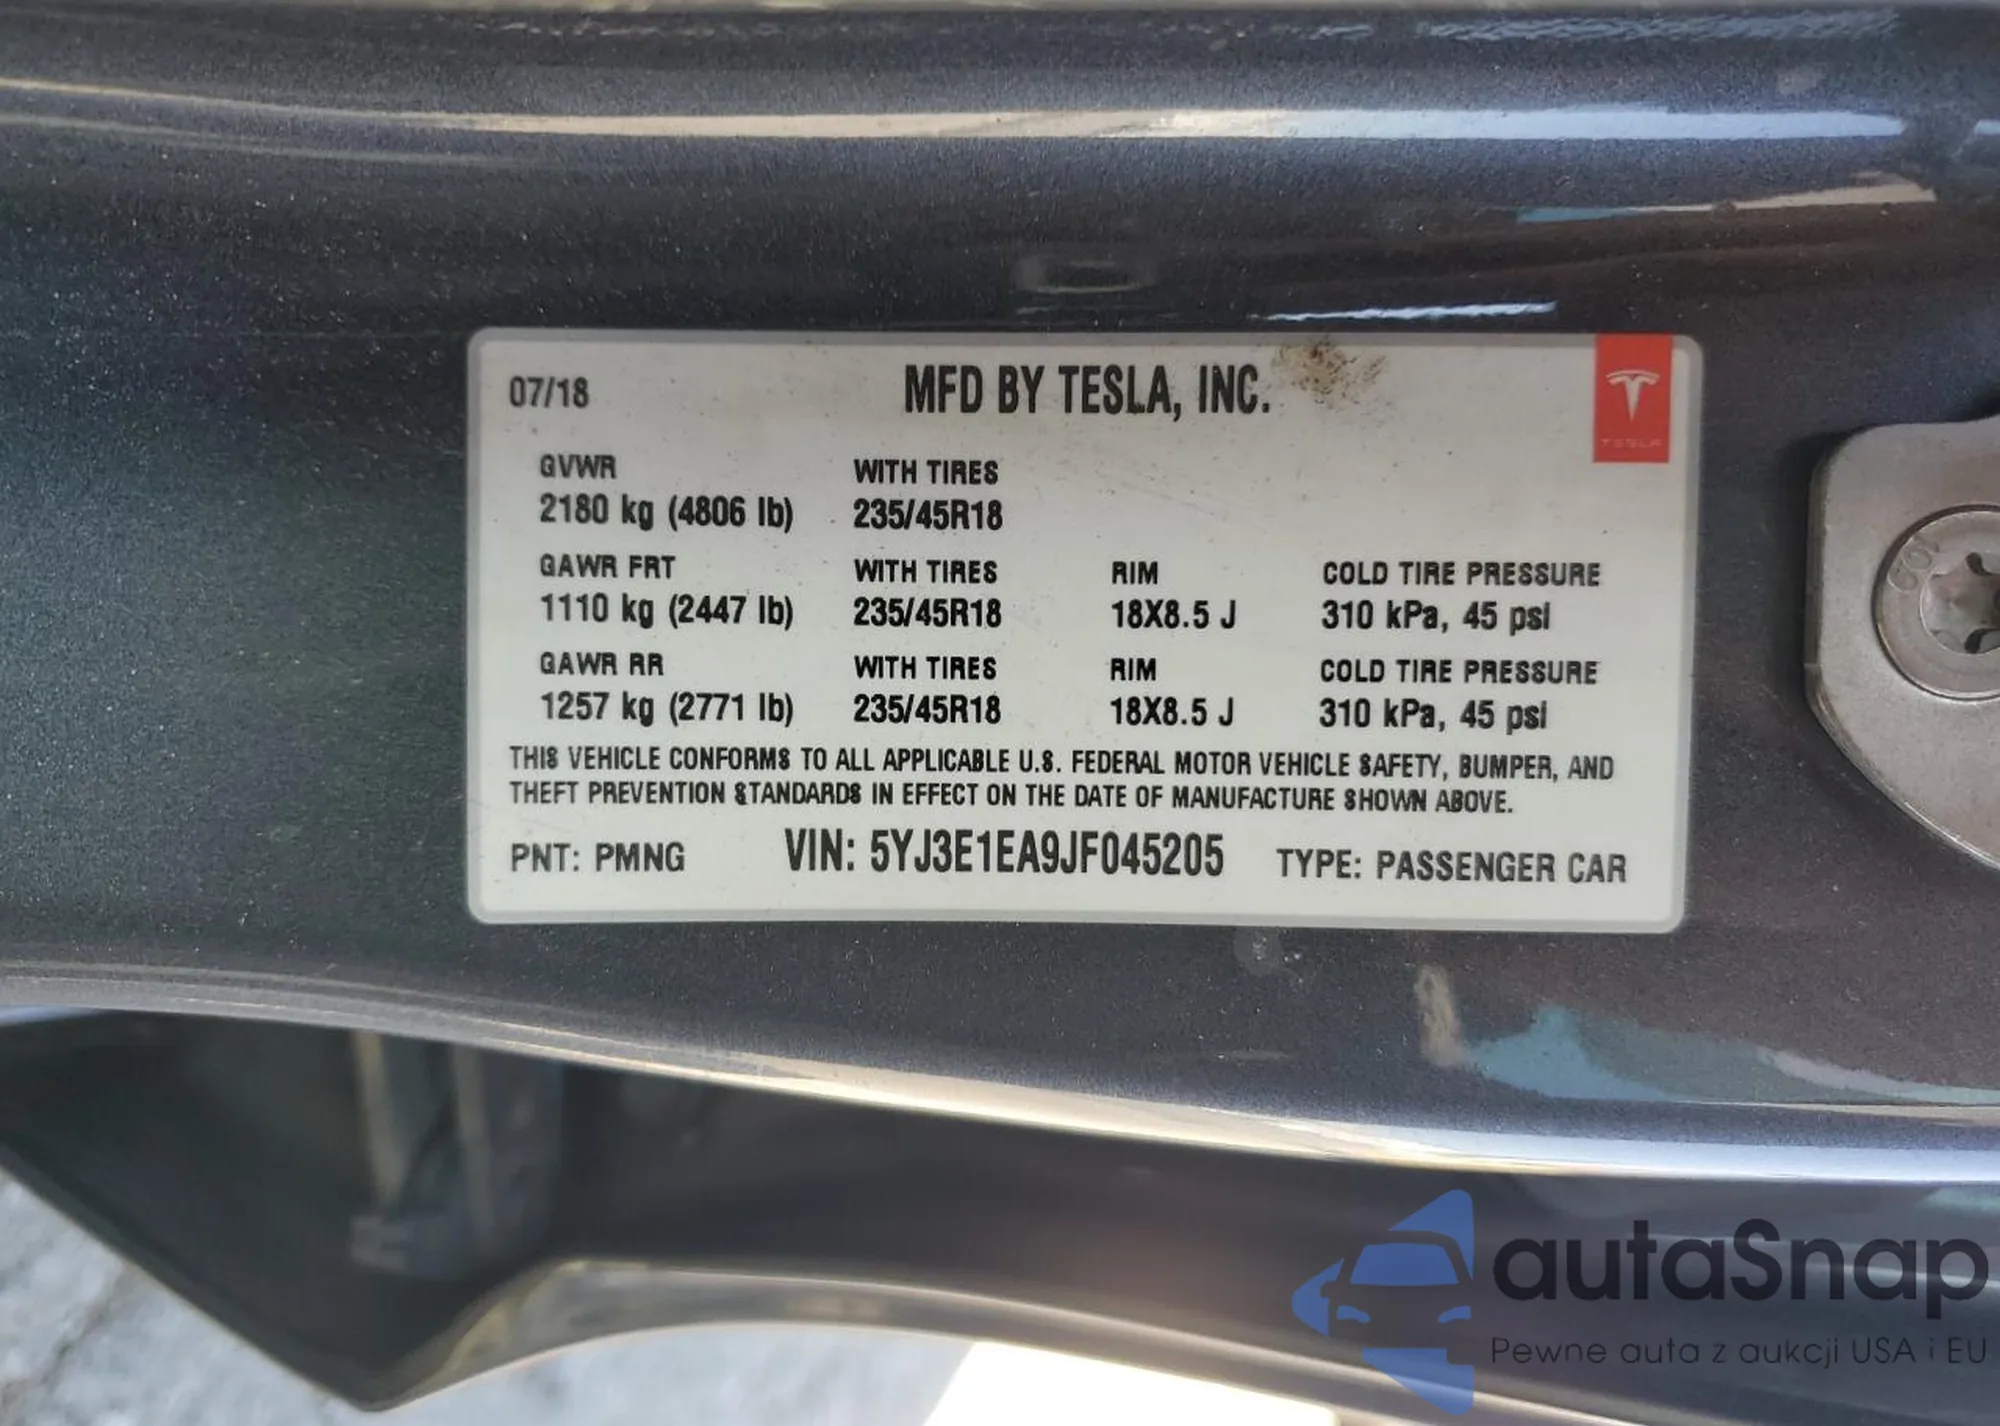 07/18 MFD BY TESLA, INC.
TESLA
GVWR WITH TIRES
2180 kg (4806 lb) 235/45R18
GAWR FRT WITH TIRES RIM COLD TIRE PRESSURE
1110 kg (2447 lb) 235/45R18 18X8.5 J 310 kPa, 45 psi
GAWR RR WITH TIRES RIM COLD TIRE PRESSURE
1257 kg (2771 lb) 235/45R18 18X8.5 J 310 kPa, 45 psi
THIS VEHICLE CONFORMS TO ALL APPLICABLE U.S. FEDERAL MOTOR VEHICLE SAFETY, BUMPER, AND
THEFT PREVENTION STANDARDS IN EFFECT ON THE DATE OF MANUFACTURE SHOWN ABOVE.
PNT: PMNG VIN: 5YJ3E1EA9JF045205 TYPE: PASSENGER CAR
autaSnap
Pewne auta z aukcji USA i EU